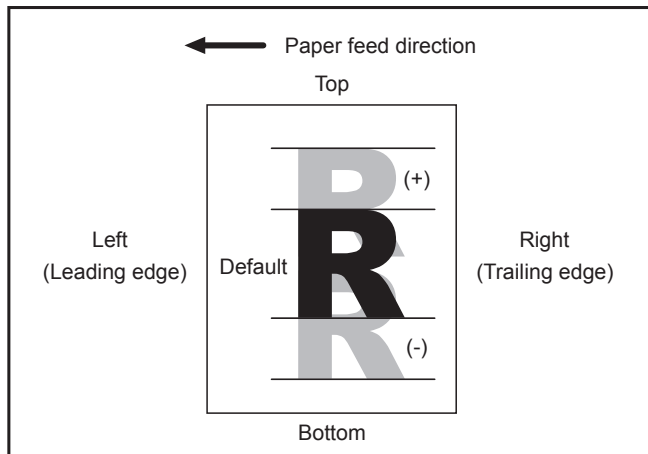 Paper feed direction
Top
R (+)
Left
(Leading edge)
Default R
Right
(Trailing edge)
R (-)
Bottom